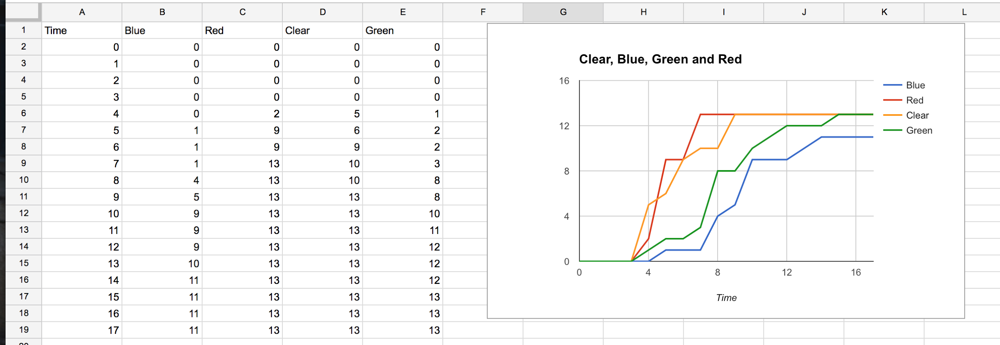 A B C D E F G H I J K L
1 Time Blue Red Clear Green
2 0 0 0 0 0
3 1 0 0 0 0
4 2 0 0 0 0
5 3 0 0 0 0
6 4 0 2 5 1
7 5 1 9 6 2
8 6 1 9 9 2
9 7 1 13 10 3
10 8 4 13 10 8
11 9 5 13 13 8
12 10 9 13 13 10
13 11 9 13 13 11
14 12 9 13 13 12
15 13 10 13 13 12
16 14 11 13 13 12
17 15 11 13 13 13
18 16 11 13 13 13
19 17 11 13 13 13
Clear, Blue, Green and Red
16
12
8
4
0
0 4 8 12 16
Time
Blue
Red
Clear
Green